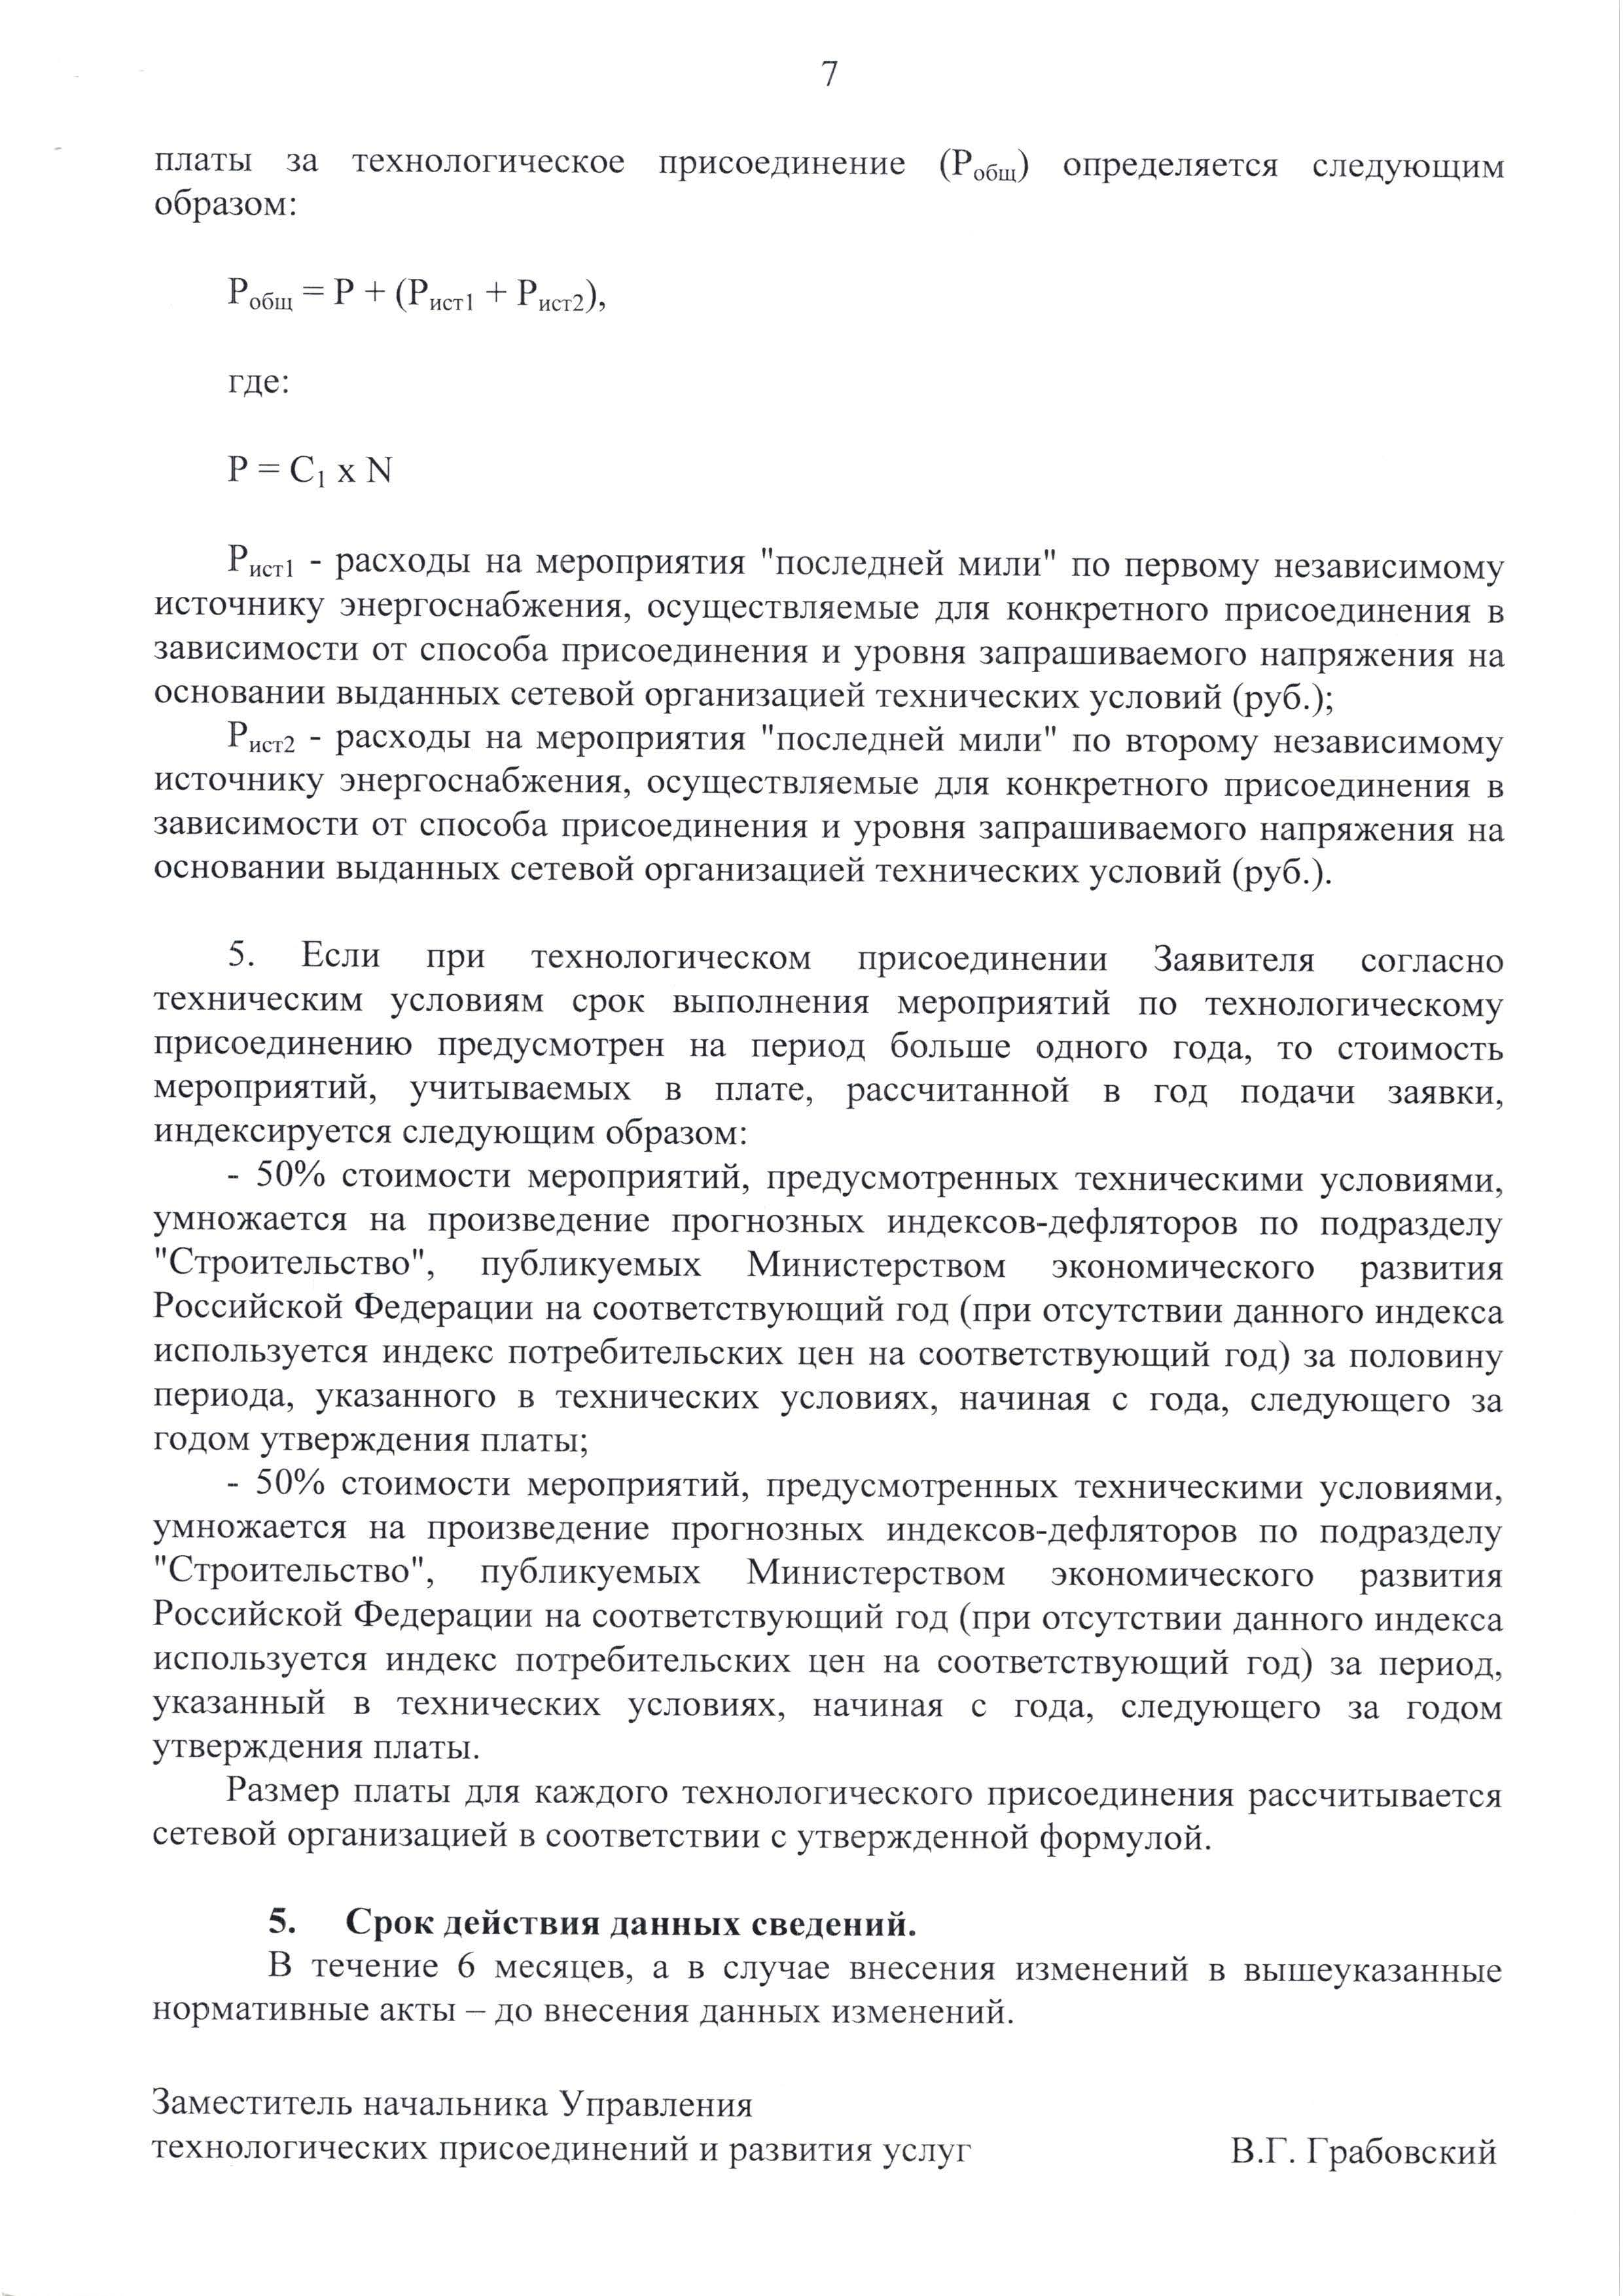 7
платы за технологическое присоединение (Робщ) определяется следующим
образом:
Робщ = Р + (Рист1 + Рист2),
где:
Р = С1 х N
Рист1 - расходы на мероприятия "последней мили" по первому независимому
источнику энергоснабжения, осуществляемые для конкретного присоединения в
зависимости от способа присоединения и уровня запрашиваемого напряжения на
основании выданных сетевой организацией технических условий (руб.);
Рист2 - расходы на мероприятия "последней мили" по второму независимому
источнику энергоснабжения, осуществляемые для конкретного присоединения в
зависимости от способа присоединения и уровня запрашиваемого напряжения на
основании выданных сетевой организацией технических условий (руб.).
5. Если при технологическом присоединении Заявителя согласно
техническим условиям срок выполнения мероприятий по технологическому
присоединению предусмотрен на период больше одного года, то стоимость
мероприятий, учитываемых в плате, рассчитанной в год подачи заявки,
индексируется следующим образом:
- 50% стоимости мероприятий, предусмотренных техническими условиями,
умножается на произведение прогнозных индексов-дефляторов по подразделу
"Строительство", публикуемых Министерством экономического развития
Российской Федерации на соответствующий год (при отсутствии данного индекса
используется индекс потребительских цен на соответствующий год) за половину
периода, указанного в технических условиях, начиная с года, следующего за
годом утверждения платы;
- 50% стоимости мероприятий, предусмотренных техническими условиями,
умножается на произведение прогнозных индексов-дефляторов по подразделу
"Строительство", публикуемых Министерством экономического развития
Российской Федерации на соответствующий год (при отсутствии данного индекса
используется индекс потребительских цен на соответствующий год) за период,
указанный в технических условиях, начиная с года, следующего за годом
утверждения платы.
Размер платы для каждого технологического присоединения рассчитывается
сетевой организацией в соответствии с утвержденной формулой.
5. Срок действия данных сведений.
В течение 6 месяцев, а в случае внесения изменений в вышеуказанные
нормативные акты – до внесения данных изменений.
Заместитель начальника Управления
технологических присоединений и развития услуг В.Г. Грабовский